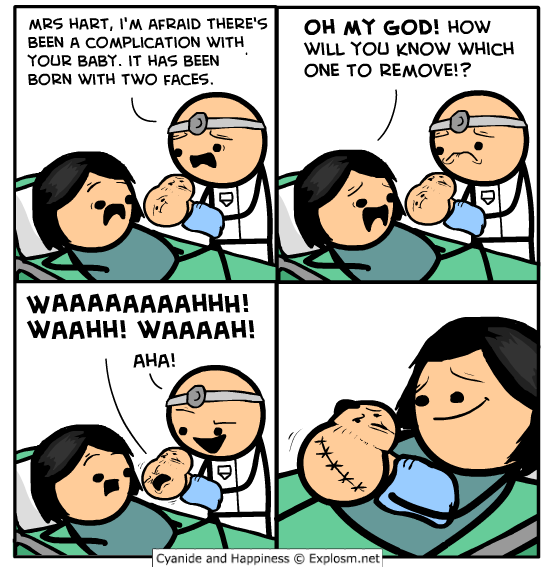 MRS HART, I'M AFRAID THERE'S
BEEN A COMPLICATION WITH
YOUR BABY. IT HAS BEEN
BORN WITH TWO FACES.
OH MY GOD! HOW
WILL YOU KNOW WHICH
ONE TO REMOVE!?
WAAAAAAAAHHH!
WAAHH! WAAAAH!
AHA!
Cyanide and Happiness © Explosm.net